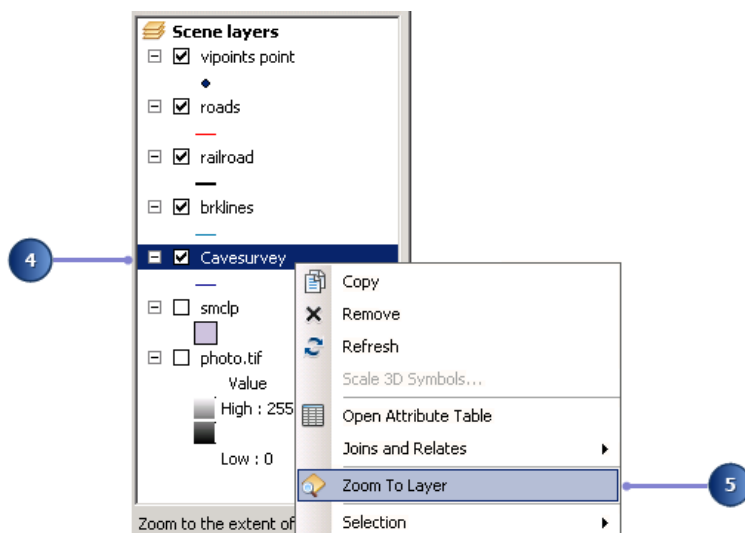 Scene layers
vipoints point
roads
railroad
brklines
4
Cavesurvey
Copy
smclp
Remove
Refresh
photo.tif
Value
Scale 3D Symbols...
High : 255
Open Attribute Table
Joins and Relates
Low : 0
Zoom To Layer
5
Zoom to the extent of
Selection